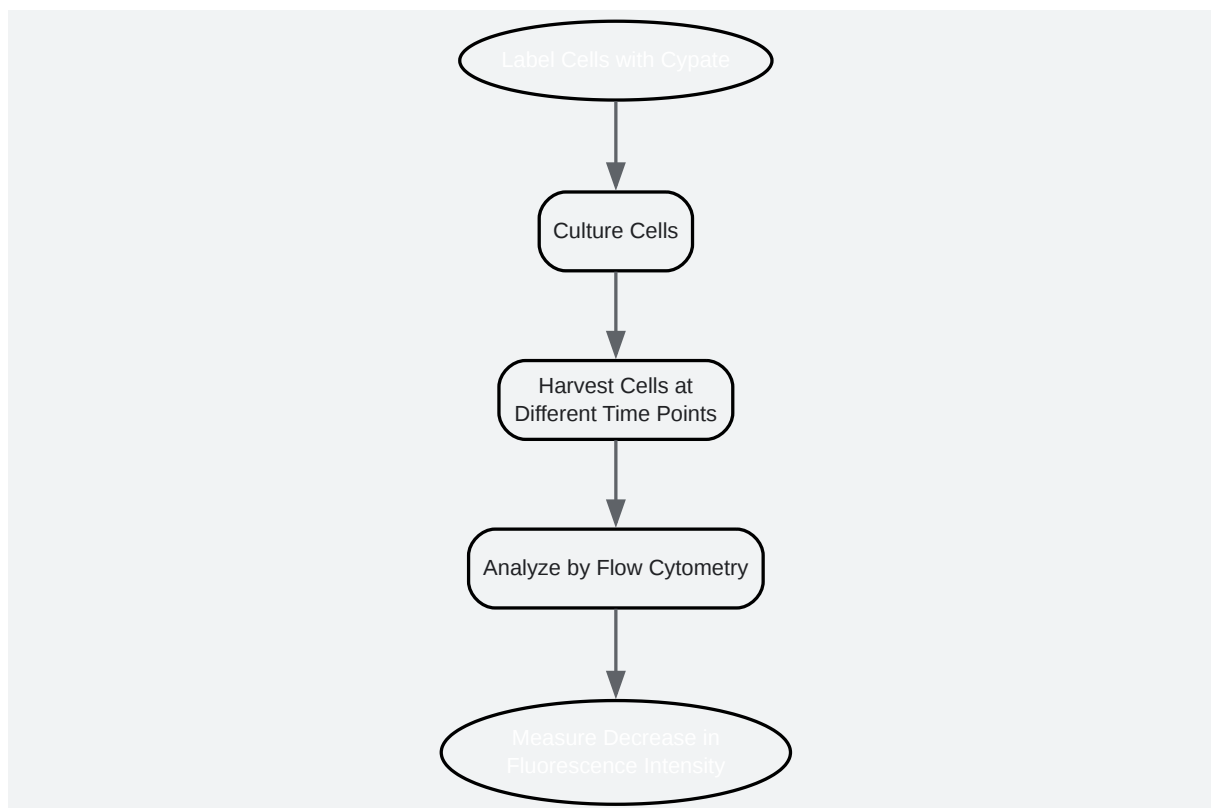 Label Cells with Cypate
Culture Cells
Harvest Cells at
Different Time Points
Analyze by Flow Cytometry
Measure Decrease in
Fluorescence Intensity